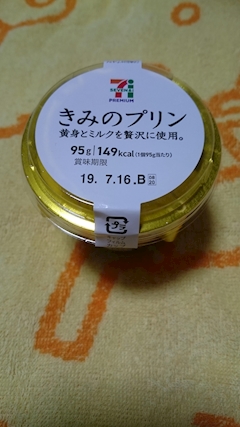 7
SEVEN&i
PREMIUM
きみのプリン
黄身とミルクを贅沢に使用。
95g 149kcal(1個95g当たり)
賞味期限
19. 7.16.B
プラ